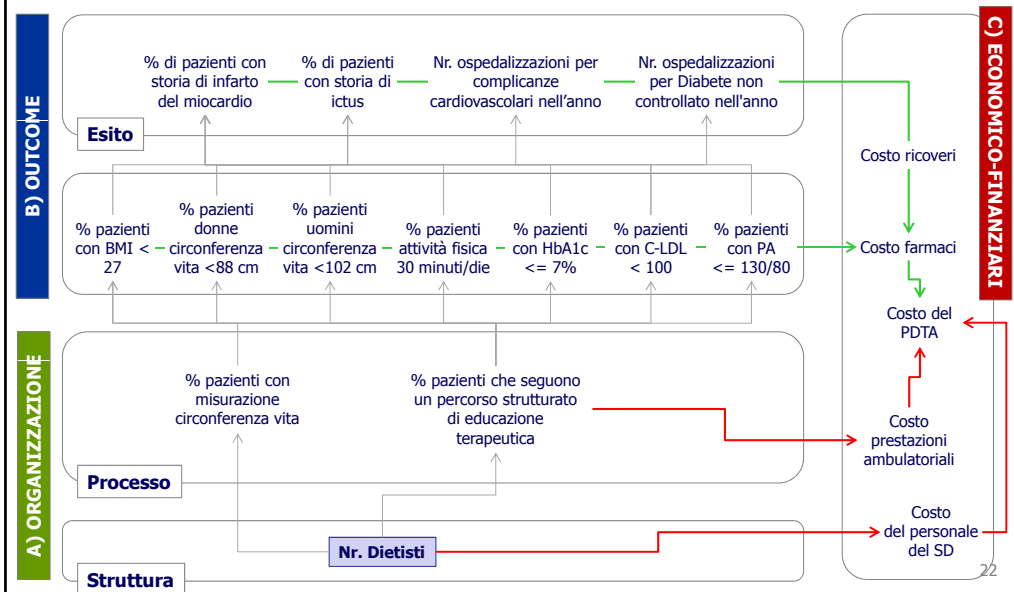 B) OUTCOME
% di pazienti con
storia di infarto
del miocardio
% di pazienti
con storia di
ictus
Nr. ospedalizzazioni per
complicanze
cardiovascolari nell’anno
Nr. ospedalizzazioni
per Diabete non
controllato nell'anno
Esito
% pazienti
con BMI <
27
% pazienti
donne
circonferenza
vita <88 cm
% pazienti
uomini
circonferenza
vita <102 cm
% pazienti
attività fisica
30 minuti/die
% pazienti
con HbA1c
<= 7%
% pazienti
con C-LDL
< 100
% pazienti
con PA
<= 130/80
A) ORGANIZZAZIONE
% pazienti con
misurazione
circonferenza vita
% pazienti che seguono
un percorso strutturato
di educazione
terapeutica
Processo
Nr. Dietisti
Struttura
C) ECONOMICO-FINANZIARI
Costo ricoveri
Costo farmaci
Costo del
PDTA
Costo
prestazioni
ambulatoriali
Costo
del personale
del SD
22